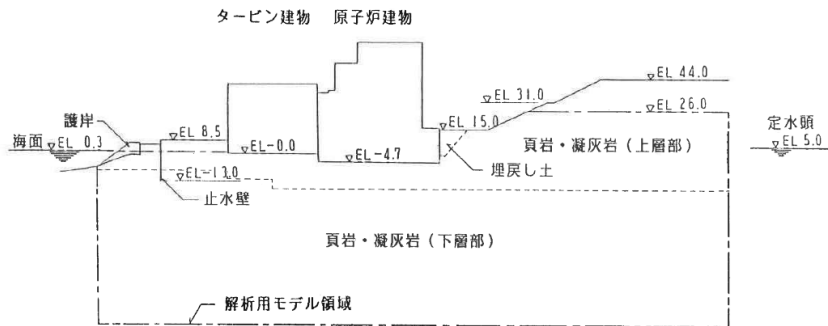 タービン建物 原子炉建物
EL 44.0
EL 31.0
EL 26.0
護岸
EL 8.5
EL 15.0
定水頭
海面 EL 0.3
EL-0.0
頁岩・凝灰岩(上層部)
EL 5.0
EL-4.7
埋戻し土
EL-13.0
止水壁
頁岩・凝灰岩(下層部)
解析用モデル領域